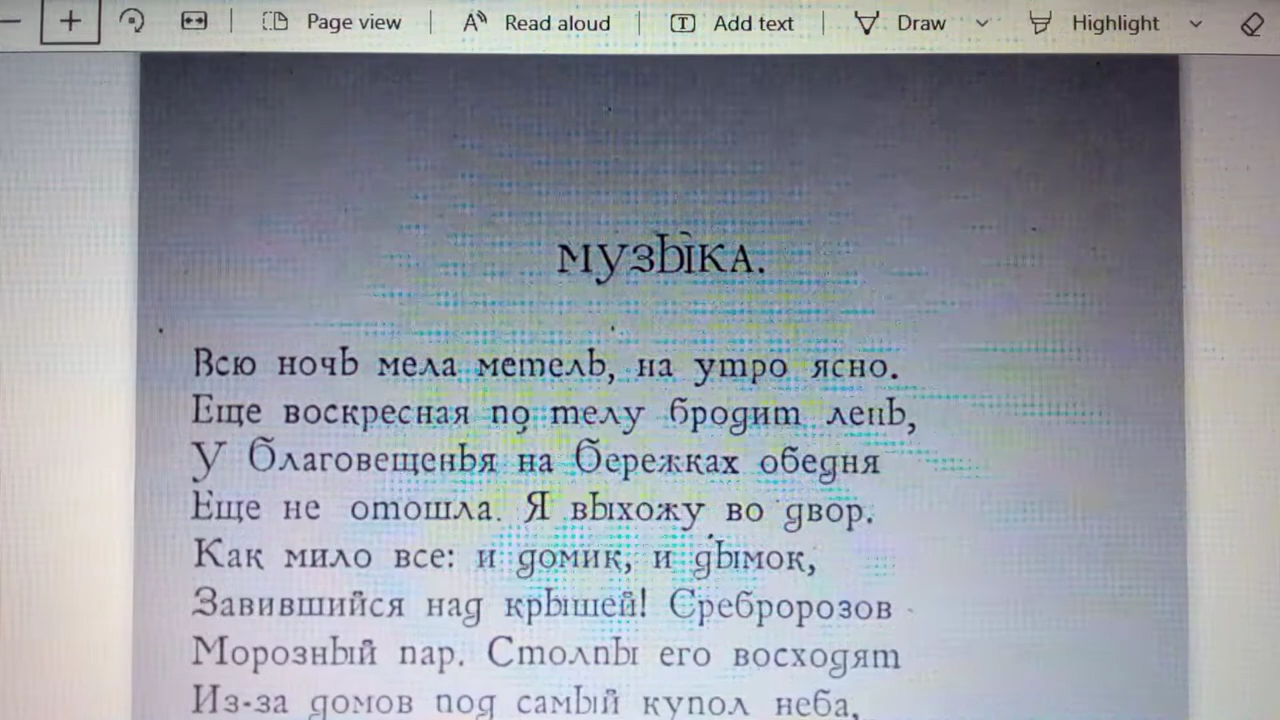 Page view
Read aloud
Add text
Draw
Highlight
МУЗЫКА.
Всю ночь мела метель, на утро ясно.
Еще воскресная по телу бродит лень,
У Благовещенья на Бережках обедня
Еще не отошла. Я выхожу во двор.
Как мило все: и домик, и дымок,
Завившийся над крышей! Сребророзов
Морозный пар. Столпы его восходят
Из-за домов под самый купол неба,